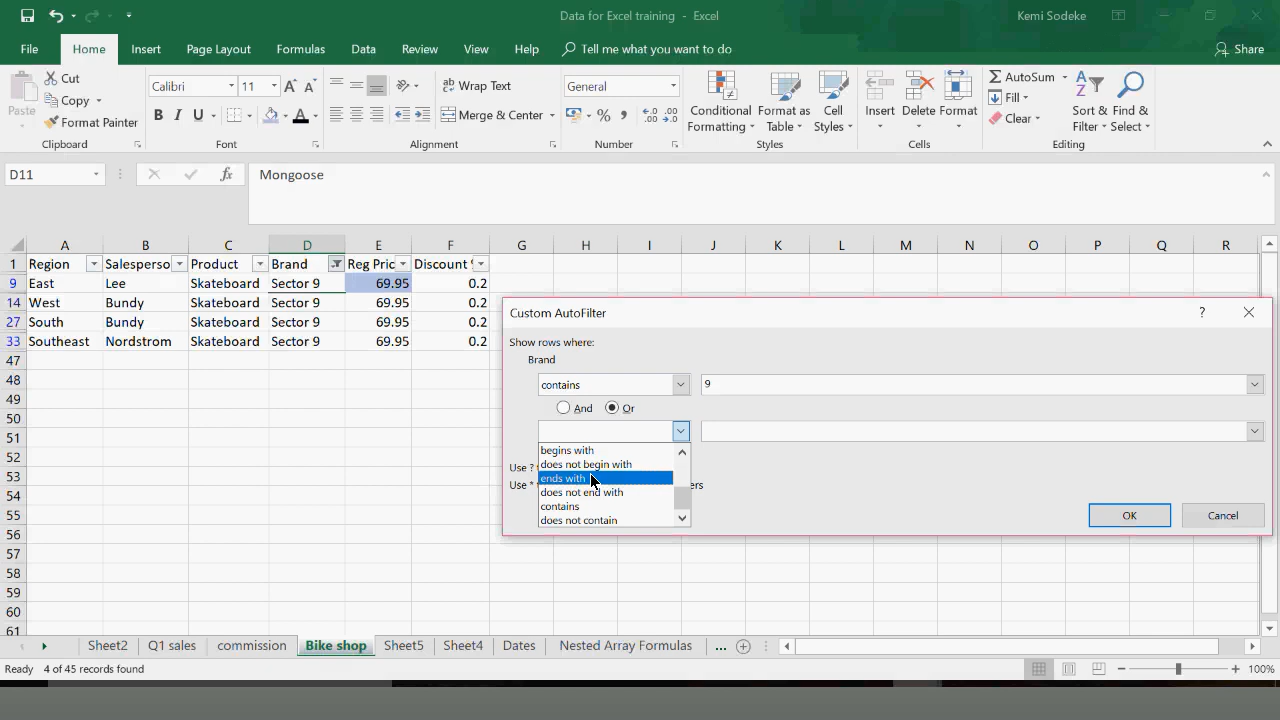 Data for Excel training - Excel
Kemi Sodeke
File Home Insert Page Layout Formulas Data Review View Help Tell me what you want to do Share
Paste
Cut
Copy
Format Painter
Clipboard
Calibri 11
B I U
Font
Wrap Text
Merge & Center
Alignment
General
Number
Conditional Formatting
Format as Table
Cell Styles
Styles
Insert Delete Format
Cells
AutoSum
Fill
Clear
Sort & Filter
Find & Select
Editing
D11 fx Mongoose
A B C D E F G H I J K L M N O P Q R
1 Region Salesperso Product Brand Reg Pric Discount
9 East Lee Skateboard Sector 9 69.95 0.2
14 West Bundy Skateboard Sector 9 69.95 0.2
27 South Bundy Skateboard Sector 9 69.95 0.2
33 Southeast Nordstrom Skateboard Sector 9 69.95 0.2
47
48
49
50
51
52
53
54
55
56
57
58
59
60
61
Custom AutoFilter ?
Show rows where:
Brand
contains 9
And Or
begins with
does not begin with
ends with
does not end with
contains
does not contain
Use ?
Use * ers
OK Cancel
Sheet2 Q1 sales commission Bike shop Sheet5 Sheet4 Dates Nested Array Formulas ...
Ready 4 of 45 records found 100%